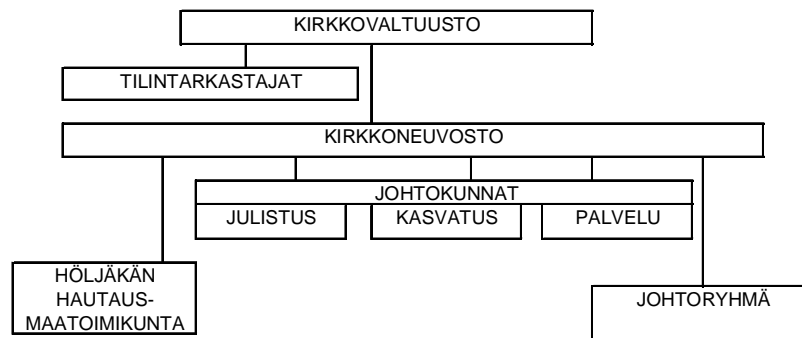 KIRKKOVALTUUSTO
TILINTARKASTAJAT
KIRKKONEUVOSTO
JOHTOKUNNAT
JULISTUS KASVATUS PALVELU
HÖLJÄKÄN
HAUTAUS-
MAATOIMIKUNTA
JOHTORYHMÄ